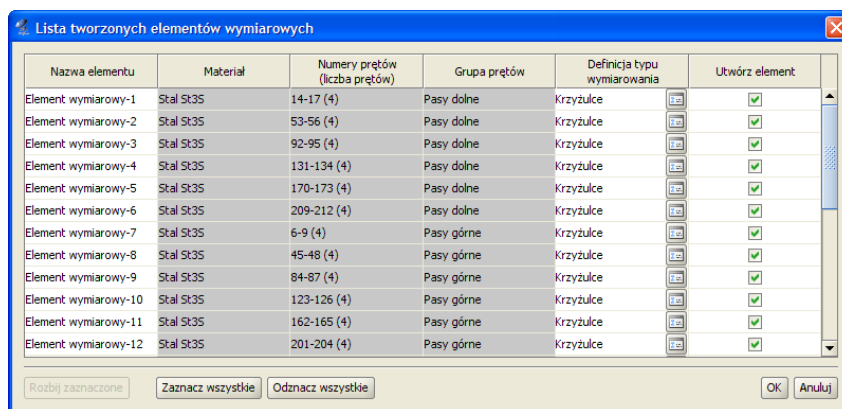 Lista tworzonych elementów wymiarowych
Nazwa elementu Materiał Numery prętów (liczba prętów) Grupa prętów Definicja typu wymiarowania Utwórz element
Element wymiarowy-1 Stal St3S 14-17 (4) Pasy dolne Krzyżulce
Element wymiarowy-2 Stal St3S 53-56 (4) Pasy dolne Krzyżulce
Element wymiarowy-3 Stal St3S 92-95 (4) Pasy dolne Krzyżulce
Element wymiarowy-4 Stal St3S 131-134 (4) Pasy dolne Krzyżulce
Element wymiarowy-5 Stal St3S 170-173 (4) Pasy dolne Krzyżulce
Element wymiarowy-6 Stal St3S 209-212 (4) Pasy dolne Krzyżulce
Element wymiarowy-7 Stal St3S 6-9 (4) Pasy górne Krzyżulce
Element wymiarowy-8 Stal St3S 45-48 (4) Pasy górne Krzyżulce
Element wymiarowy-9 Stal St3S 84-87 (4) Pasy górne Krzyżulce
Element wymiarowy-10 Stal St3S 123-126 (4) Pasy górne Krzyżulce
Element wymiarowy-11 Stal St3S 162-165 (4) Pasy górne Krzyżulce
Element wymiarowy-12 Stal St3S 201-204 (4) Pasy górne Krzyżulce
Rozbij zaznaczone Zaznacz wszystkie Odznacz wszystkie OK Anuluj